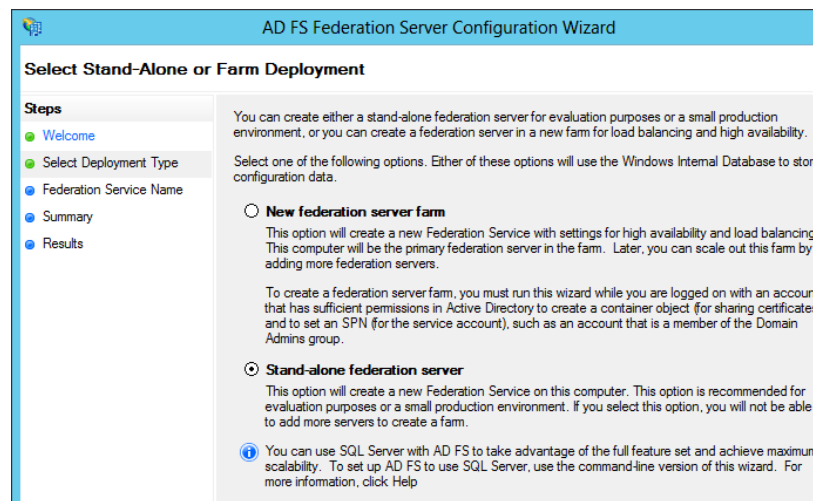 AD FS Federation Server Configuration Wizard
Select Stand-Alone or Farm Deployment
Steps
Welcome
Select Deployment Type
Federation Service Name
Summary
Results
You can create either a stand-alone federation server for evaluation purposes or a small production
environment, or you can create a federation server in a new farm for load balancing and high availability.
Select one of the following options. Either of these options will use the Windows Internal Database to stor
configuration data.
New federation server farm
This option will create a new Federation Service with settings for high availability and load balancing
This computer will be the primary federation server in the farm. Later, you can scale out this farm by
adding more federation servers.
To create a federation server farm, you must run this wizard while you are logged on with an accoun
that has sufficient permissions in Active Directory to create a container object (for sharing certificates
and to set an SPN (for the service account), such as an account that is a member of the Domain
Admins group.
Stand-alone federation server
This option will create a new Federation Service on this computer. This option is recommended for
evaluation purposes or a small production environment. If you select this option, you will not be able
to add more servers to create a farm.
You can use SQL Server with AD FS to take advantage of the full feature set and achieve maximum
scalability. To set up AD FS to use SQL Server, use the command-line version of this wizard. For
more information, click Help